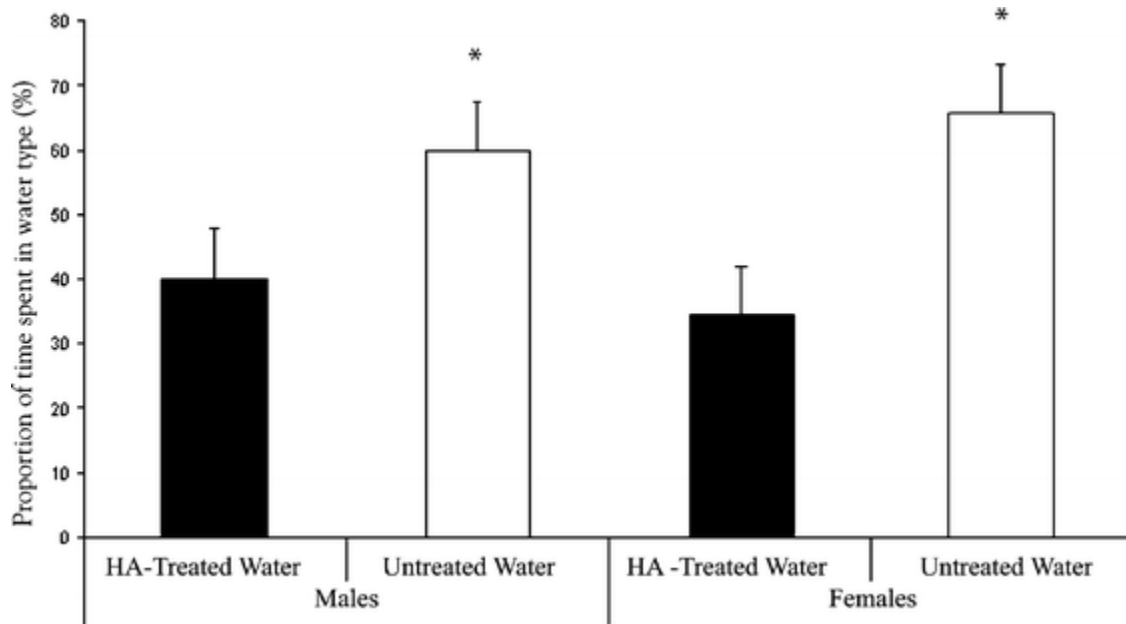 Proportion of time spent in water type (%)
80
70
60
50
40
30
20
10
0
*
*
HA-Treated Water
Untreated Water
HA -Treated Water
Untreated Water
Males
Females